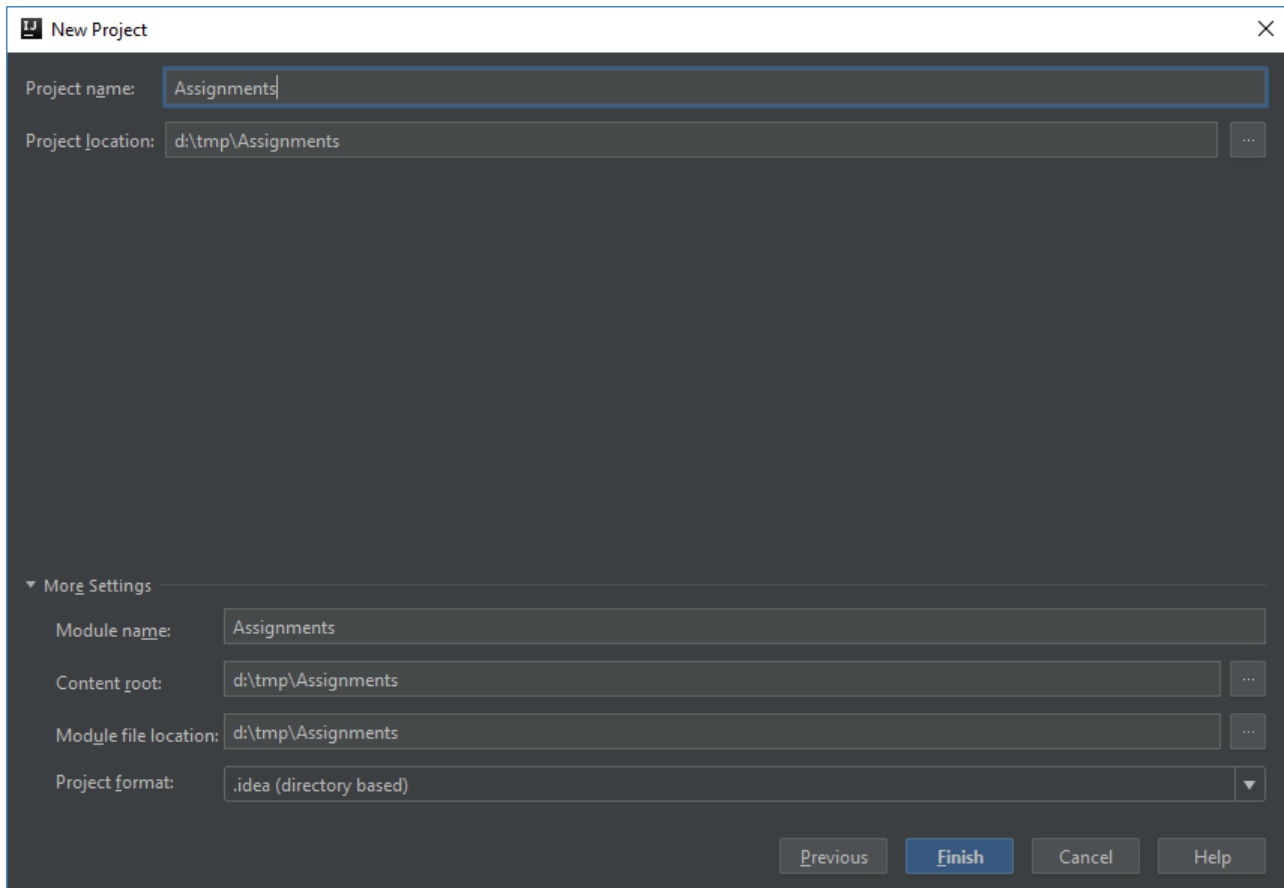 IJ New Project
Project name: Assignments
Project location: d:\tmp\Assignments ...
More Settings
Module name: Assignments
Content root: d:\tmp\Assignments ...
Module file location: d:\tmp\Assignments ...
Project format: .idea (directory based)
Previous Finish Cancel Help